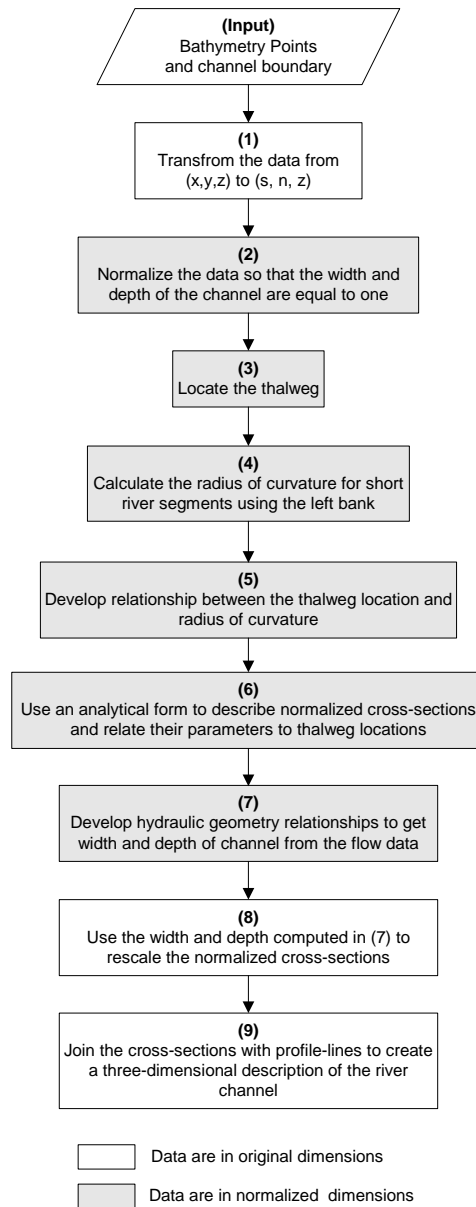 (Input)
Bathymetry Points
and channel boundary
(1)
Transfrom the data from
(x,y,z) to (s, n, z)
(2)
Normalize the data so that the width and
depth of the channel are equal to one
(3)
Locate the thalweg
(4)
Calculate the radius of curvature for short
river segments using the left bank
(5)
Develop relationship between the thalweg location and
radius of curvature
(6)
Use an analytical form to describe normalized cross-sections
and relate their parameters to thalweg locations
(7)
Develop hydraulic geometry relationships to get
width and depth of channel from the flow data
(8)
Use the width and depth computed in (7) to
rescale the normalized cross-sections
(9)
Join the cross-sections with profile-lines to create
a three-dimensional description of the river
channel
Data are in original dimensions
Data are in normalized dimensions